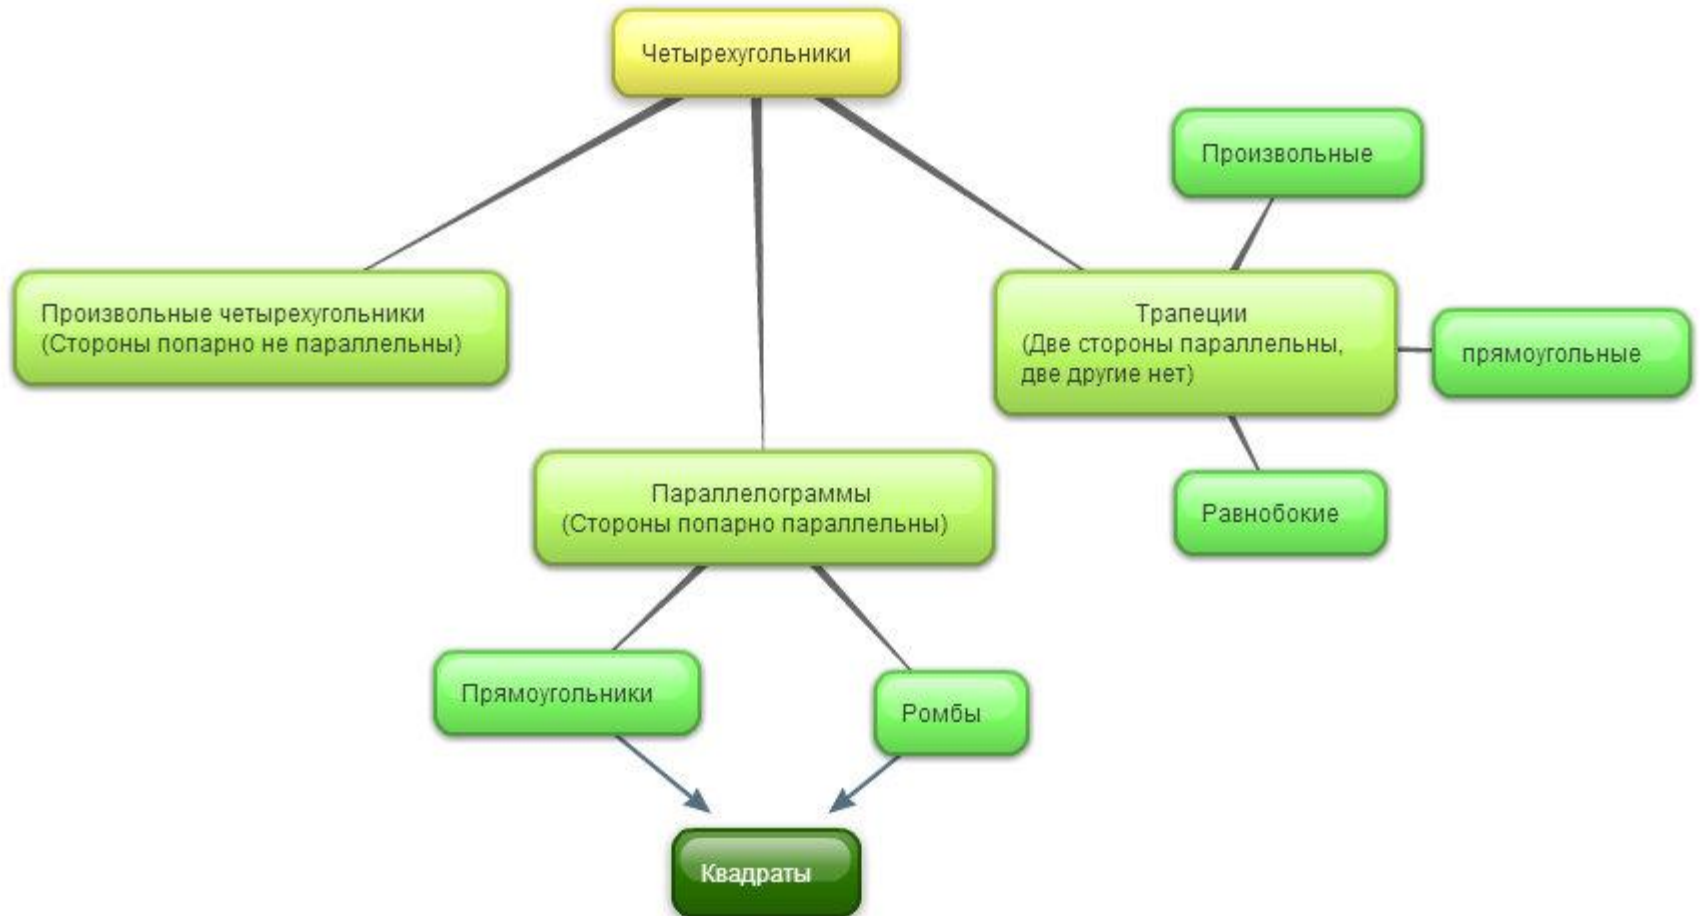 Четырехугольники
Произвольные
Произвольные четырехугольники
(Стороны попарно не параллельны)
Трапеции
(Две стороны параллельны,
две другие нет)
прямоугольные
Параллелограммы
(Стороны попарно параллельны)
Равнобокие
Прямоугольники
Ромбы
Квадраты